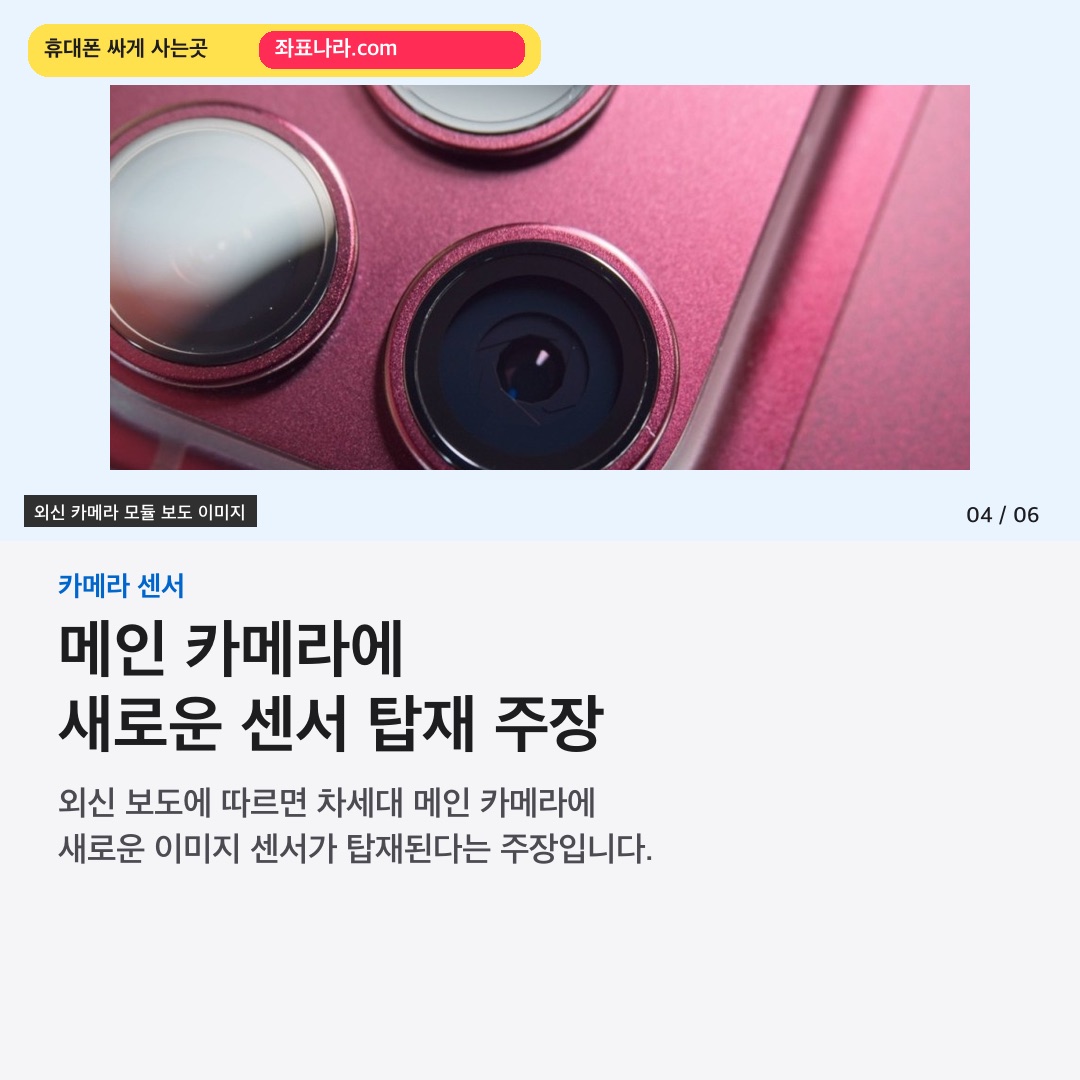 휴대폰 싸게 사는곳 좌표나라.com
외신 카메라 모듈 보도 이미지
04 / 06
카메라 센서
메인 카메라에
새로운 센서 탑재 주장
외신 보도에 따르면 차세대 메인 카메라에
새로운 이미지 센서가 탑재된다는 주장입니다.